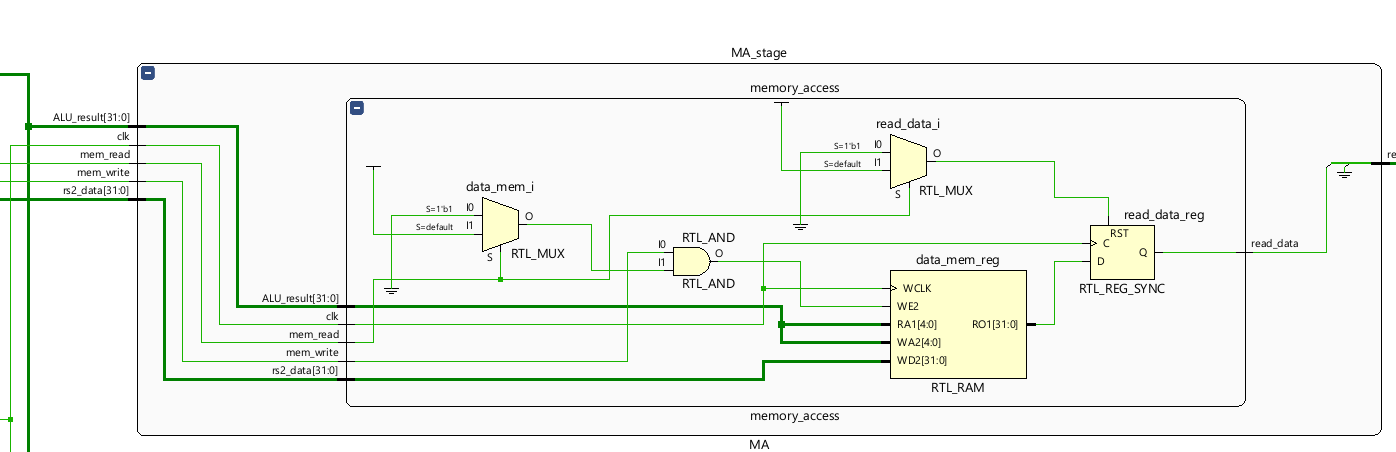 MA_stage
memory_access
ALU_result[31:0]
clk
mem_read
mem_write
rs2_data[31:0]
read_data_i
S=1'b1
I0
S=default
I1
O
S
RTL_MUX
data_mem_i
S=1'b1
I0
S=default
I1
O
S
RTL_MUX
RTL_AND
I0
I1
O
RTL_AND
read_data_reg
RST
C
D
Q
RTL_REG_SYNC
read_data
re
data_mem_reg
WCLK
WE2
RA1[4:0]
RO1[31:0]
WA2[4:0]
WD2[31:0]
RTL_RAM
ALU_result[31:0]
clk
mem_read
mem_write
rs2_data[31:0]
memory_access
MA